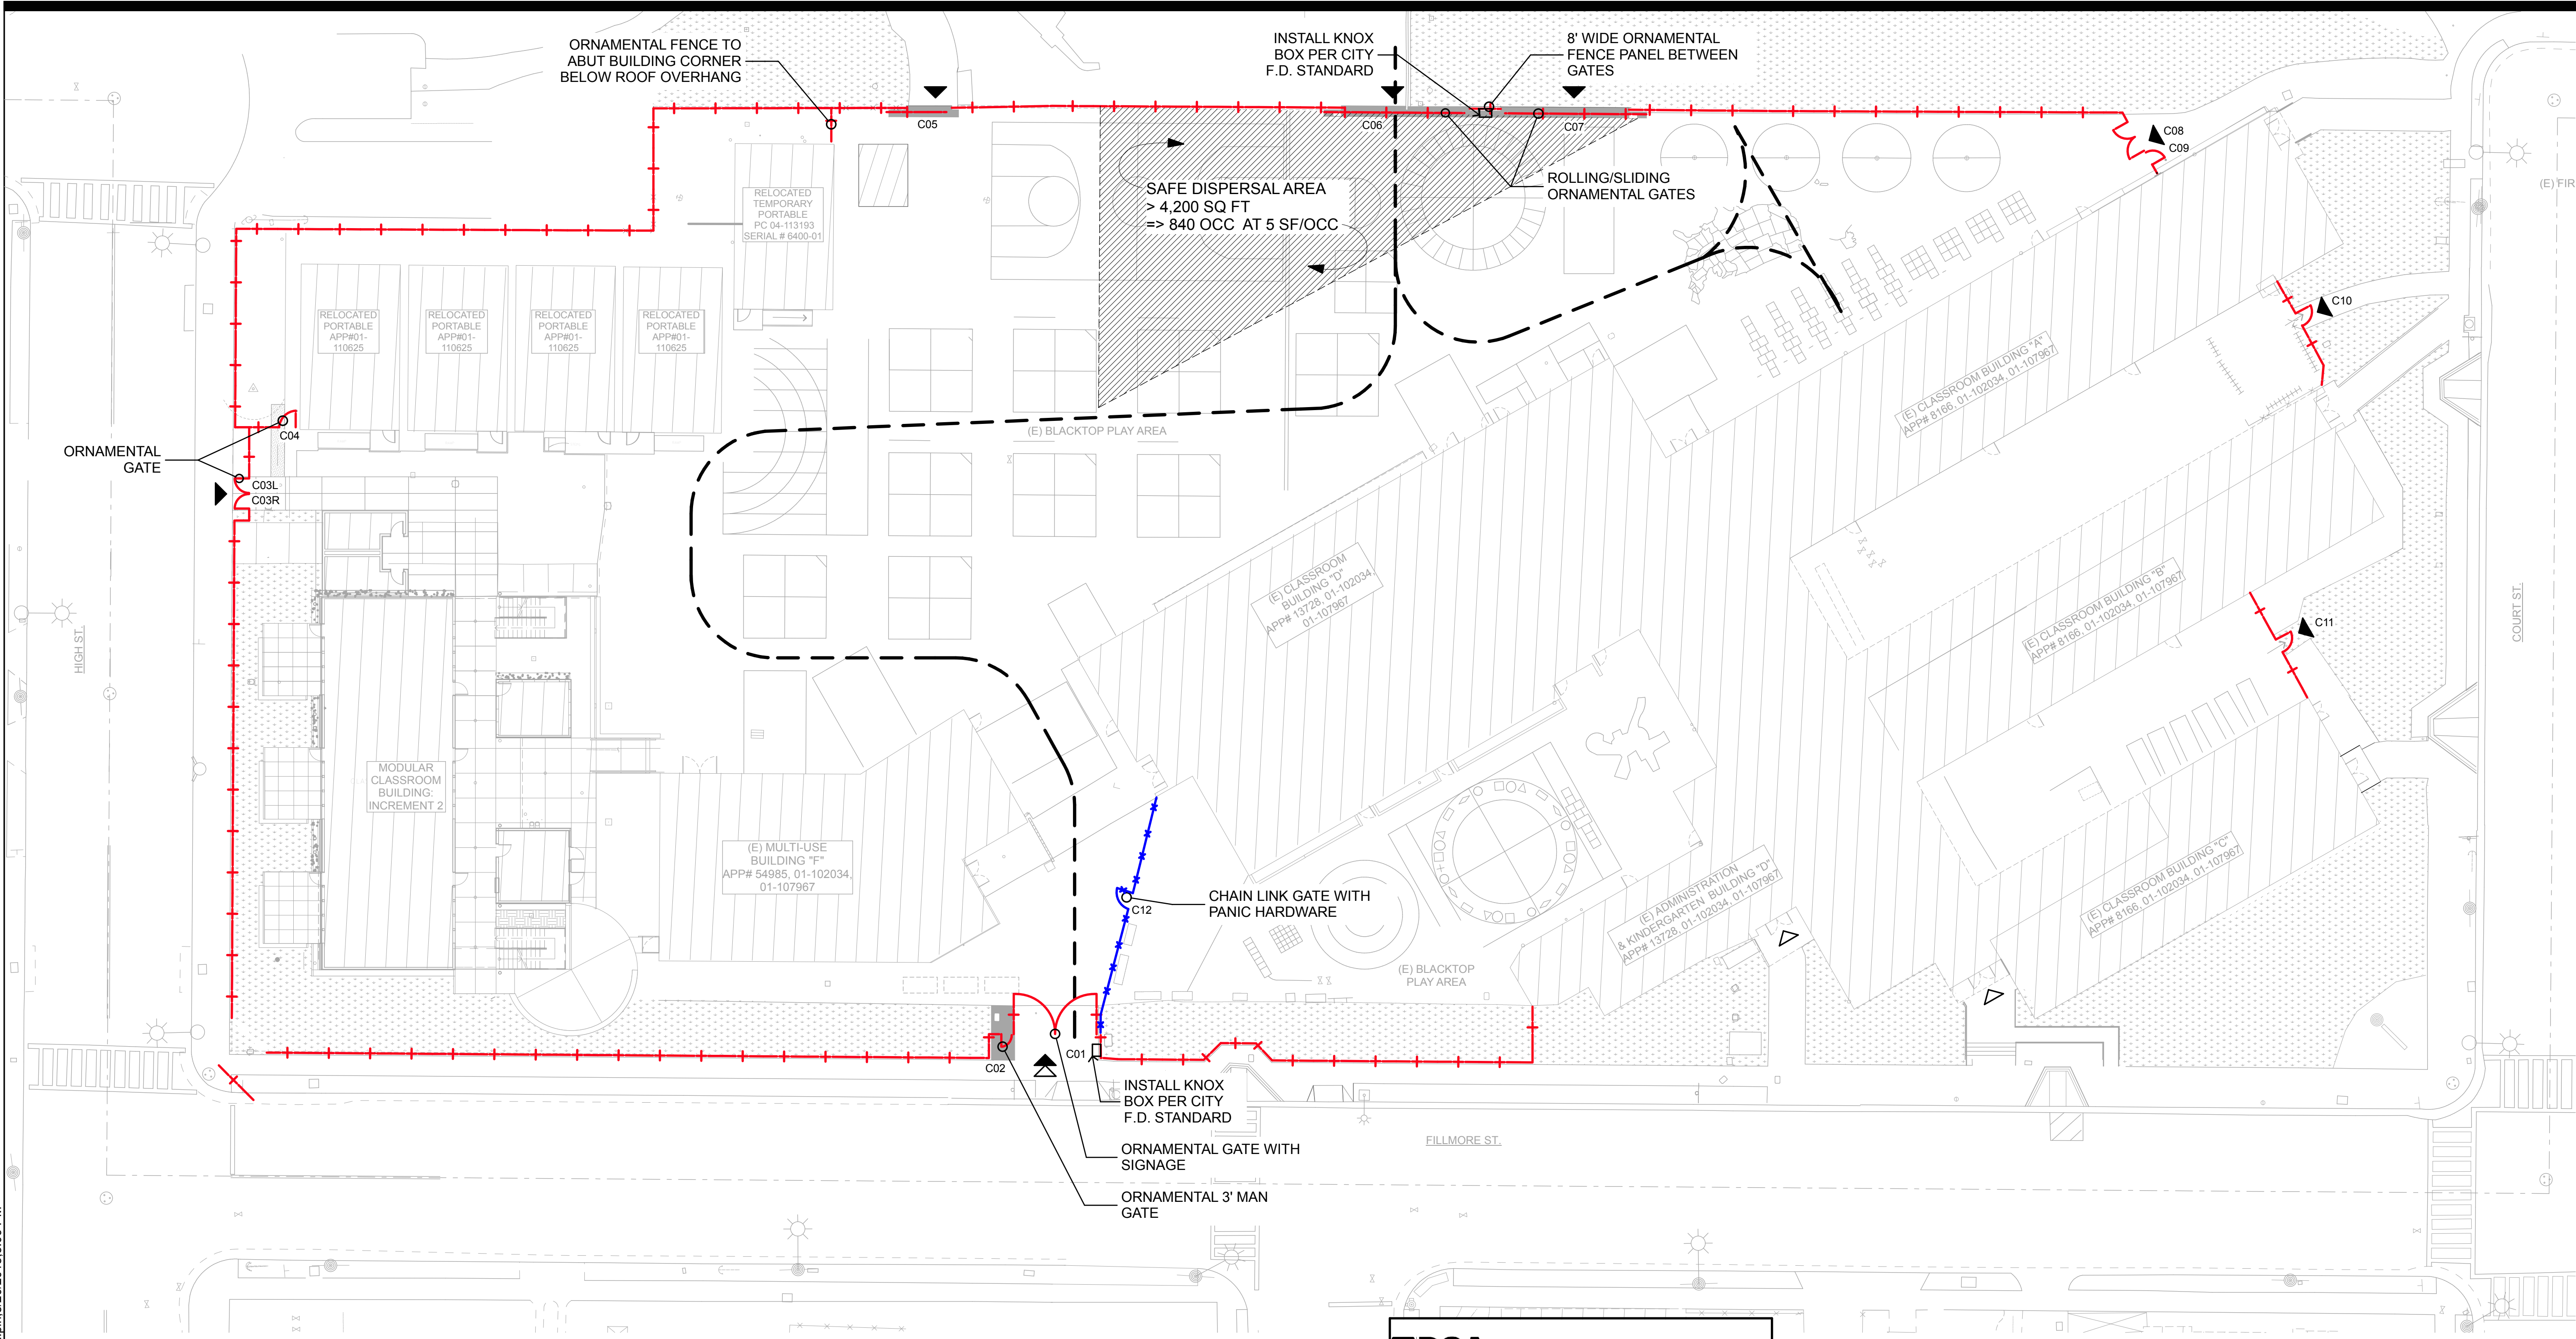 ORNAMENTAL FENCE TO
ABUT BUILDING CORNER
BELOW ROOF OVERHANG
INSTALL KNOX
BOX PER CITY
F.D. STANDARD
8' WIDE ORNAMENTAL
FENCE PANEL BETWEEN
GATES
C05
C06
C07
C08
C09
ROLLING/SLIDING
ORNAMENTAL GATES
SAFE DISPERSAL AREA
> 4,200 SQ FT
=> 840 OCC AT 5 SF/OCC
(E) FIR
RELOCATED
TEMPORARY
PORTABLE
PC 04-113193
SERIAL # 6400-01
RELOCATED
PORTABLE
APP#01-
110625
RELOCATED
PORTABLE
APP#01-
110625
RELOCATED
PORTABLE
APP#01-
110625
RELOCATED
PORTABLE
APP#01-
110625
C10
(E) CLASSROOM BUILDING "A"
APP# 8166, 01-102034, 01-107967
ORNAMENTAL
GATE
C04
C03L
C03R
(E) BLACKTOP PLAY AREA
(E) CLASSROOM
BUILDING "D"
APP# 13728, 01-102034,
01-107967
(E) CLASSROOM BUILDING "B"
APP# 8166, 01-102034, 01-107967
C11
HIGH ST.
COURT ST.
MODULAR
CLASSROOM
BUILDING:
INCREMENT 2
(E) MULTI-USE
BUILDING "F"
APP# 54985, 01-102034,
01-107967
C12
CHAIN LINK GATE WITH
PANIC HARDWARE
(E) ADMINISTRATION
& KINDERGARTEN BUILDING "D"
APP# 13728, 01-102034, 01-107967
(E) CLASSROOM BUILDING "C"
APP# 8166, 01-102034, 01-107967
(E) BLACKTOP
PLAY AREA
C02
C01
INSTALL KNOX
BOX PER CITY
F.D. STANDARD
ORNAMENTAL GATE WITH
SIGNAGE
ORNAMENTAL 3' MAN
GATE
FILLMORE ST.